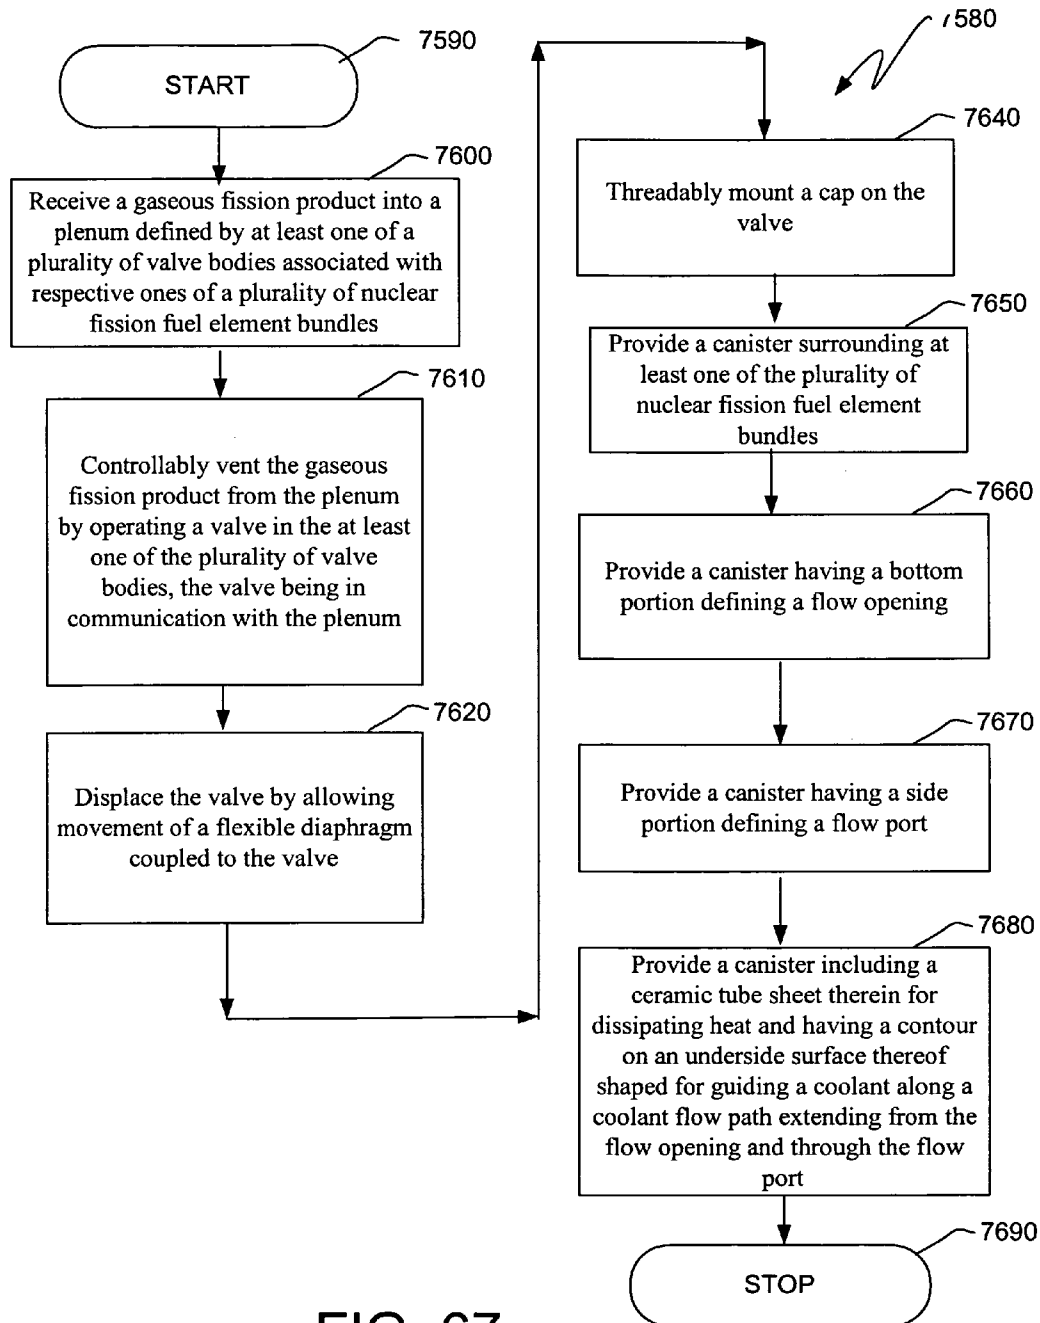 7590
START
7600
Receive a gaseous fission product into a
plenum defined by at least one of a
plurality of valve bodies associated with
respective ones of a plurality of nuclear
fission fuel element bundles
7610
Controllably vent the gaseous
fission product from the plenum
by operating a valve in the at least
one of the plurality of valve
bodies, the valve being in
communication with the plenum
7620
Displace the valve by allowing
movement of a flexible diaphragm
coupled to the valve
7580
7640
Threadably mount a cap on the
valve
7650
Provide a canister surrounding at
least one of the plurality of
nuclear fission fuel element
bundles
7660
Provide a canister having a bottom
portion defining a flow opening
7670
Provide a canister having a side
portion defining a flow port
7680
Provide a canister including a
ceramic tube sheet therein for
dissipating heat and having a contour
on an underside surface thereof
shaped for guiding a coolant along a
coolant flow path extending from the
flow opening and through the flow
port
7690
STOP
FIG. 67